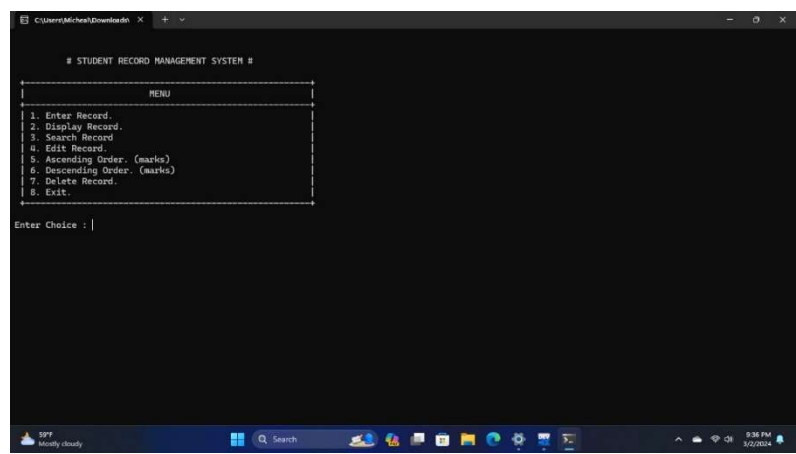 C:\Users\Micheal\Downloads\
# STUDENT RECORD MANAGEMENT SYSTEM #
MENU
1. Enter Record.
2. Display Record.
3. Search Record
4. Edit Record.
5. Ascending Order. (marks)
6. Descending Order. (marks)
7. Delete Record.
8. Exit.
Enter Choice :
59°F
Mostly cloudy
Search
9:36 PM
3/2/2024